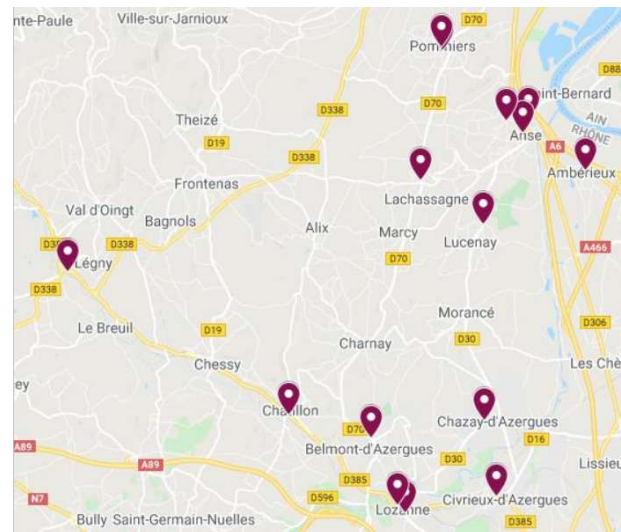 nte-Paule
Ville-sur-Jarnioux
D70
Pommiers
D338
D88
int-Bernard
D70
Theizé
D19
Anse
AIN
RHÔNE
A6
D338
Ambérieux
Frontenas
Lachassagne
Val d'Oingt
Bagnols
Alix
Marcy
Lucenay
D338
A466
Légny
D70
D338
Morancé
D306
Le Breuil
D19
Charnay
D30
Chessy
Les Chè
ey
Chazay-d'Azergues
D70
D16
A89
Belmont-d'Azergues
A89
D385
D30
Lissieu
N7
D596
Lozanne
Civrieux-d'Azergues
Bully
Saint-Germain-Nuelles
D385